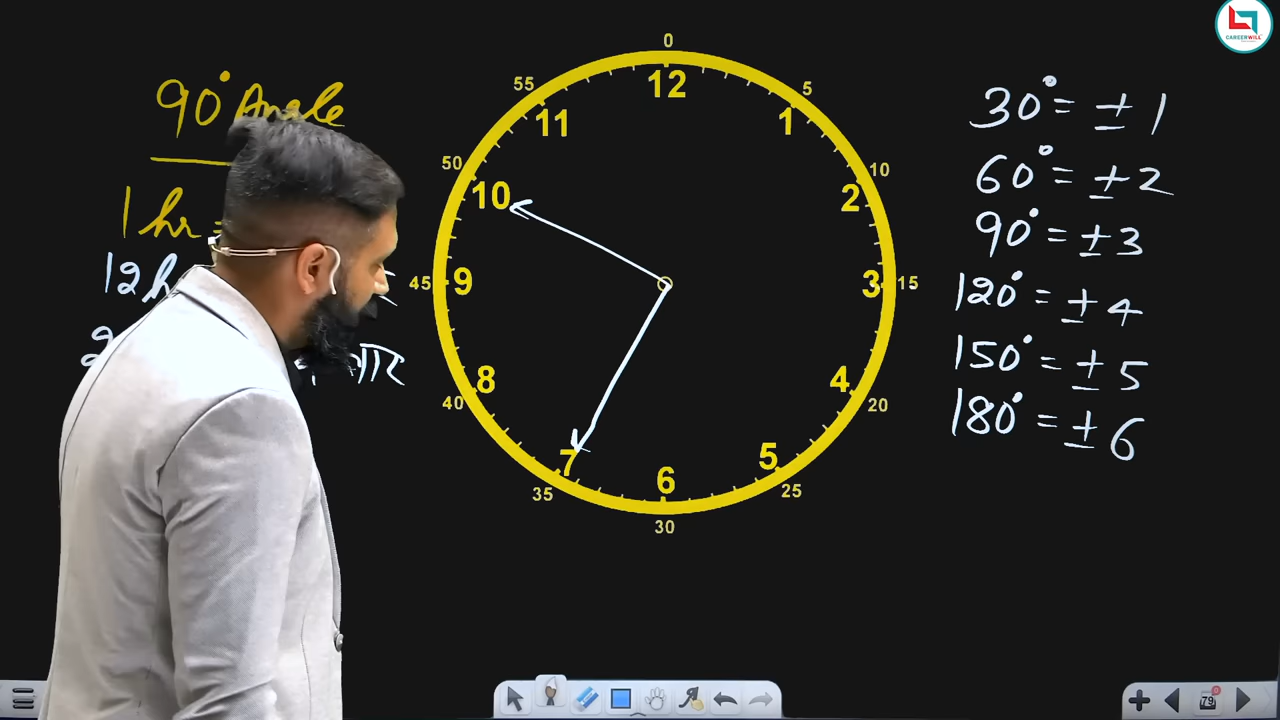 90° Angle
1 hr =
12 h
30° = ± 1
60° = ± 2
90° = ± 3
120° = ± 4
150° = ± 5
180° = ± 6
0
5
10
15
20
25
30
35
40
45
50
55
12
1
2
3
4
5
6
7
8
9
10
11
CAREERWILL
79